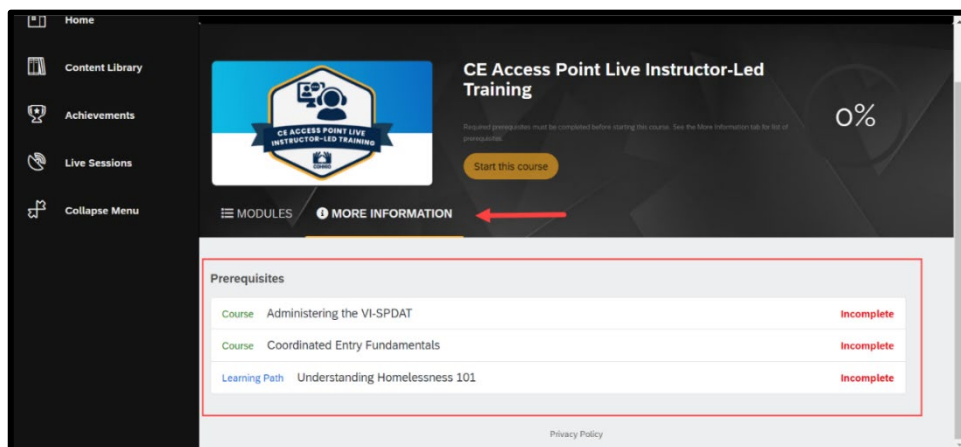 Home
Content Library
Achievements
Live Sessions
Collapse Menu
CE ACCESS POINT LIVE
INSTRUCTOR-LED TRAINING
CE Access Point Live Instructor-Led
Training
Required prerequisites must be completed before starting this course. See the More Information tab for list of
prerequisites.
Start this course
0%
MODULES
MORE INFORMATION
Prerequisites
Course Administering the VI-SPDAT Incomplete
Course Coordinated Entry Fundamentals Incomplete
Learning Path Understanding Homelessness 101 Incomplete
Privacy Policy